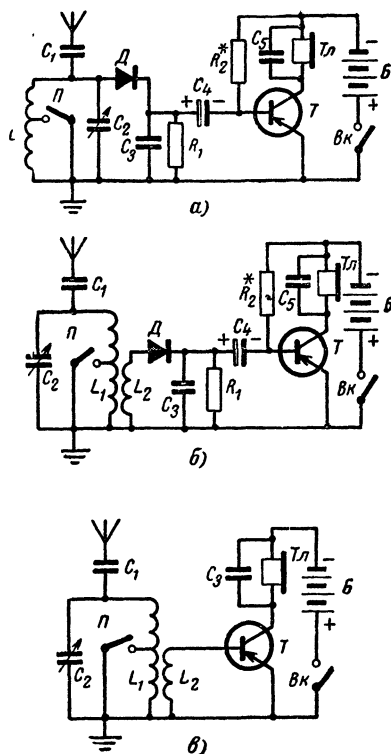 C₁
П
L
C₂
Д
C₃
R₁
C₄
+ −
R₂*
C₅
Тл
Т
Б
−
+
Вк
а)
C₁
C₂
П
L₁
L₂
Д
C₃
R₁
C₄
+ −
R₂*
C₅
Тл
Т
Б
−
+
Вк
б)
C₁
C₂
П
L₁
L₂
C₃
Тл
Т
Б
−
+
Вк
в)